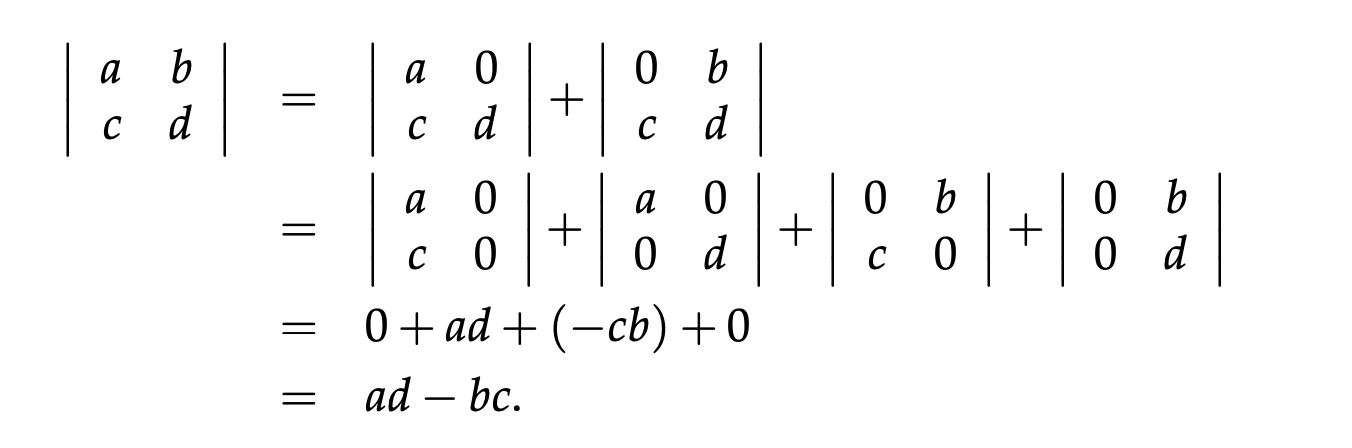 | a b | = | a 0 | + | 0 b |
| c d |   | c d |   | c d |
= | a 0 | + | a 0 | + | 0 b | + | 0 b |
  | c 0 |   | 0 d |   | c 0 |   | 0 d |
= 0 + ad + (−cb) + 0
= ad − bc.